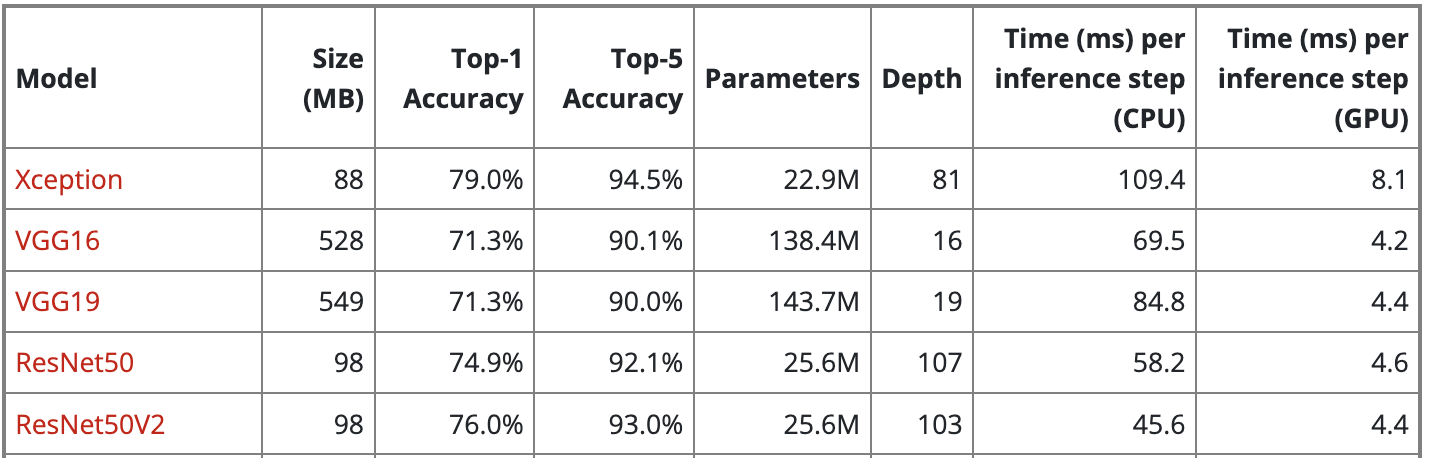 Model Size (MB) Top-1 Accuracy Top-5 Accuracy Parameters Depth Time (ms) per inference step (CPU) Time (ms) per inference step (GPU)
Xception 88 79.0% 94.5% 22.9M 81 109.4 8.1
VGG16 528 71.3% 90.1% 138.4M 16 69.5 4.2
VGG19 549 71.3% 90.0% 143.7M 19 84.8 4.4
ResNet50 98 74.9% 92.1% 25.6M 107 58.2 4.6
ResNet50V2 98 76.0% 93.0% 25.6M 103 45.6 4.4